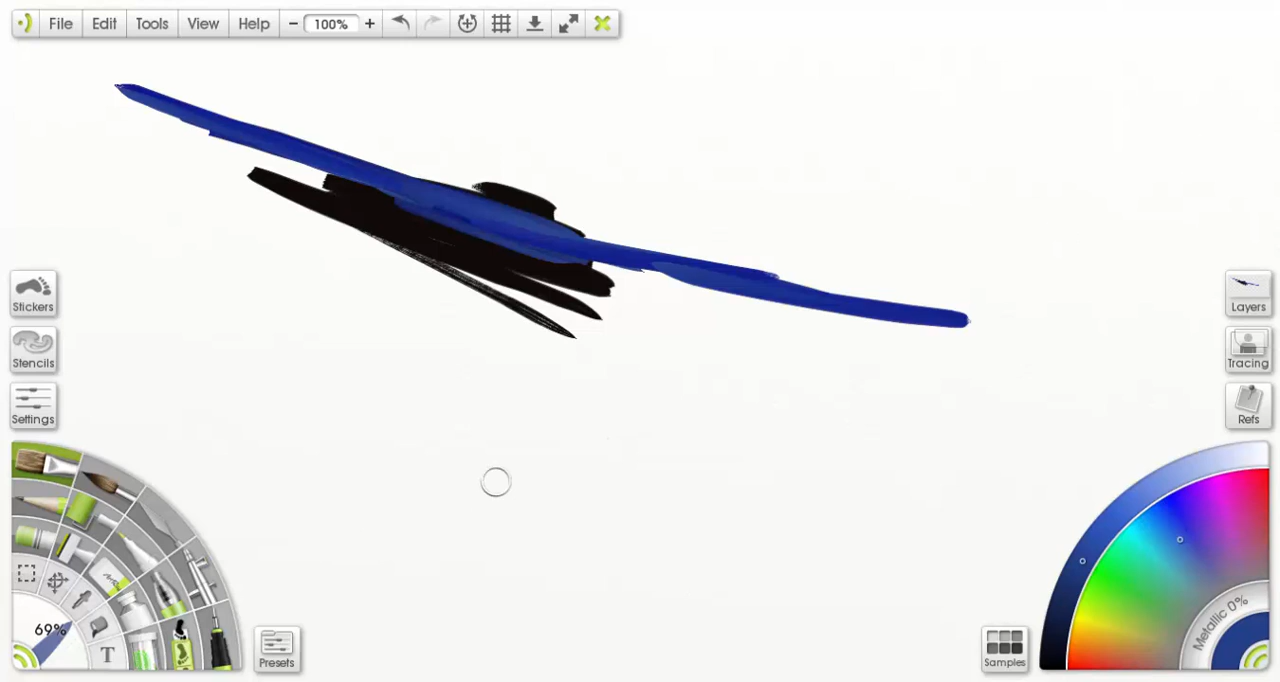 File Edit Tools View Help − 100% +
Stickers
Stencils
Settings
Layers
Tracing
Refs
69%
T
Presets
Samples
Metallic 0%